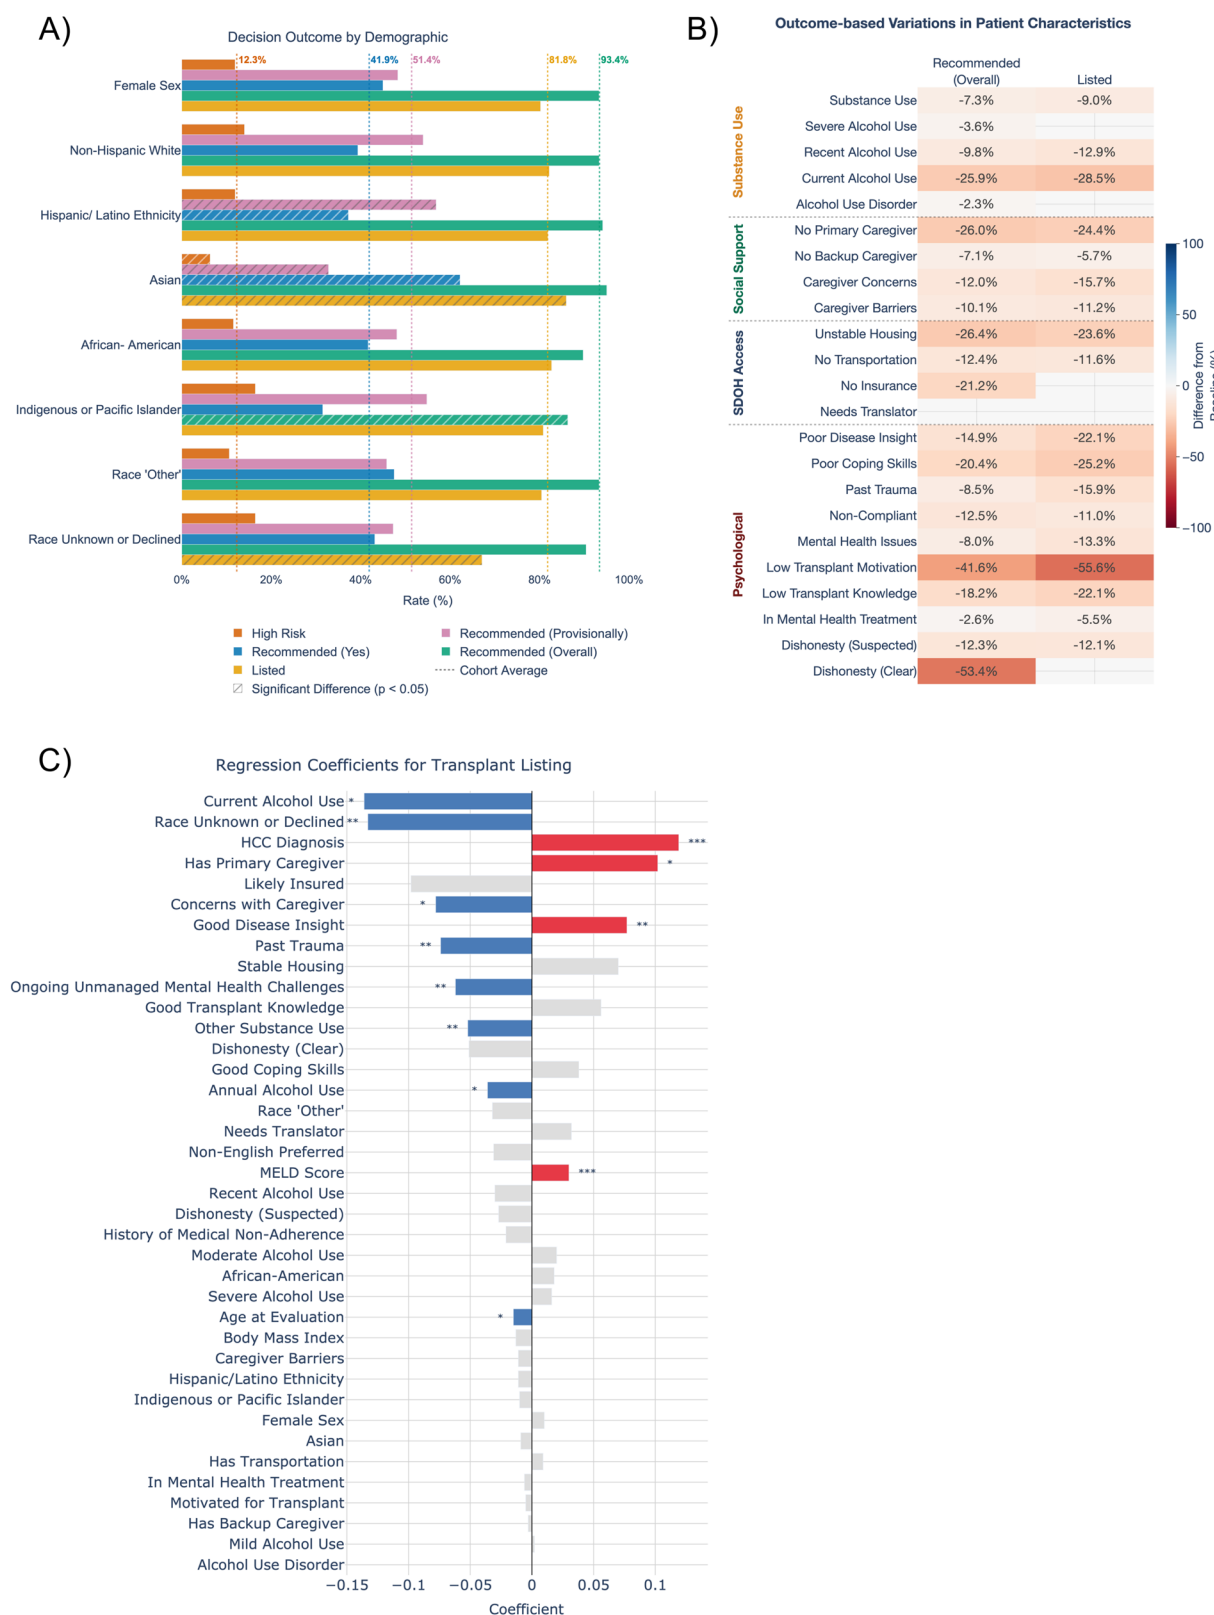 A)
Decision Outcome by Demographic
12.3%
41.9%
51.4%
81.8%
93.4%
Female Sex
Non-Hispanic White
Hispanic/ Latino Ethnicity
Asian
African- American
Indigenous or Pacific Islander
Race 'Other'
Race Unknown or Declined
0% 20% 40% 60% 80% 100%
Rate (%)
High Risk
Recommended (Provisionally)
Recommended (Yes)
Recommended (Overall)
Listed
Cohort Average
Significant Difference (p < 0.05)
B)
Outcome-based Variations in Patient Characteristics
Recommended
(Overall)
Listed
Substance Use
Substance Use -7.3% -9.0%
Severe Alcohol Use -3.6%
Recent Alcohol Use -9.8% -12.9%
Current Alcohol Use -25.9% -28.5%
Alcohol Use Disorder -2.3%
Social Support
No Primary Caregiver -26.0% -24.4%
No Backup Caregiver -7.1% -5.7%
Caregiver Concerns -12.0% -15.7%
Caregiver Barriers -10.1% -11.2%
SDOH Access
Unstable Housing -26.4% -23.6%
No Transportation -12.4% -11.6%
No Insurance -21.2%
Needs Translator
Psychological
Poor Disease Insight -14.9% -22.1%
Poor Coping Skills -20.4% -25.2%
Past Trauma -8.5% -15.9%
Non-Compliant -12.5% -11.0%
Mental Health Issues -8.0% -13.3%
Low Transplant Motivation -41.6% -55.6%
Low Transplant Knowledge -18.2% -22.1%
In Mental Health Treatment -2.6% -5.5%
Dishonesty (Suspected) -12.3% -12.1%
Dishonesty (Clear) -53.4%
100
50
0
−50
−100
Difference from
C)
Regression Coefficients for Transplant Listing
Current Alcohol Use *
Race Unknown or Declined **
HCC Diagnosis ***
Has Primary Caregiver *
Likely Insured
Concerns with Caregiver *
Good Disease Insight **
Past Trauma **
Stable Housing
Ongoing Unmanaged Mental Health Challenges **
Good Transplant Knowledge
Other Substance Use **
Dishonesty (Clear)
Good Coping Skills
Annual Alcohol Use *
Race 'Other'
Needs Translator
Non-English Preferred
MELD Score ***
Recent Alcohol Use
Dishonesty (Suspected)
History of Medical Non-Adherence
Moderate Alcohol Use
African-American
Severe Alcohol Use
Age at Evaluation *
Body Mass Index
Caregiver Barriers
Hispanic/Latino Ethnicity
Indigenous or Pacific Islander
Female Sex
Asian
Has Transportation
In Mental Health Treatment
Motivated for Transplant
Has Backup Caregiver
Mild Alcohol Use
Alcohol Use Disorder
−0.15 −0.1 −0.05 0 0.05 0.1
Coefficient